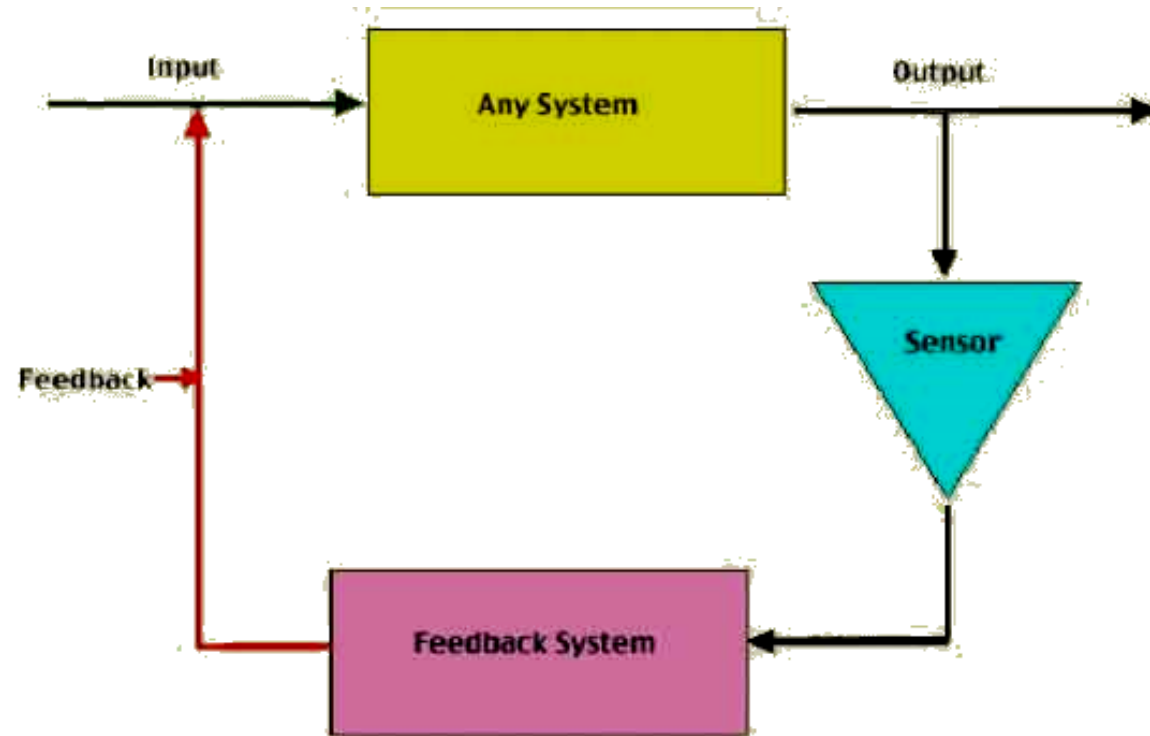 Input
Any System
Output
Sensor
Feedback
Feedback System